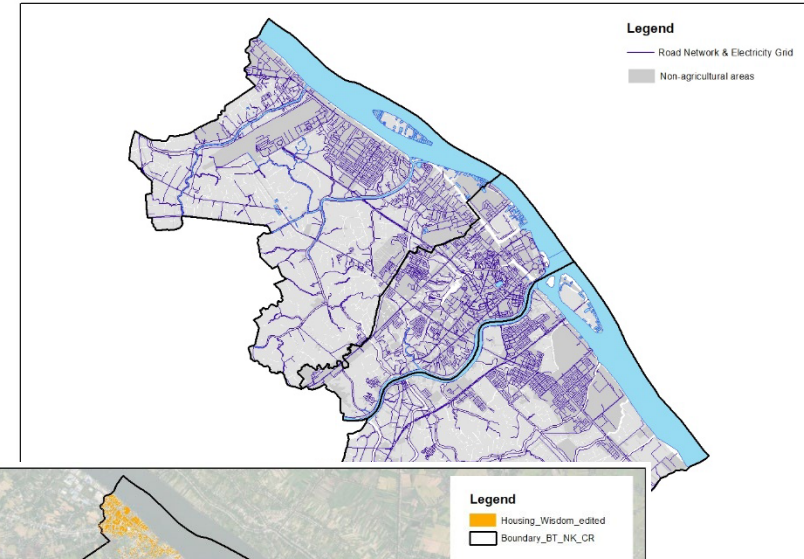 Legend
Road Network & Electricity Grid
Non-agricultural areas
Legend
Housing_Wisdom_edited
Boundary_BT_NK_CR